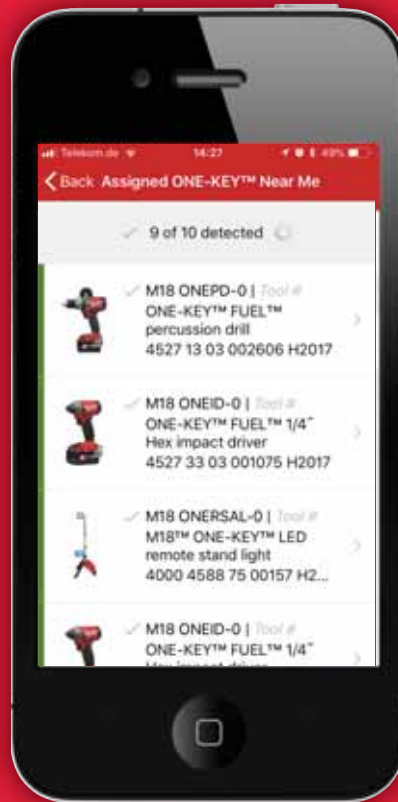 Telekom.de 14:27 49%
Back Assigned ONE-KEY™ Near Me
9 of 10 detected
M18 ONEPD-0 | Tool #
ONE-KEY™ FUEL™
percussion drill
4527 13 03 002606 H2017
M18 ONEID-0 | Tool #
ONE-KEY™ FUEL™ 1/4″
Hex impact driver
4527 33 03 001075 H2017
M18 ONERSAL-0 | Tool #
M18™ ONE-KEY™ LED
remote stand light
4000 4588 75 00157 H2...
M18 ONEID-0 | Tool #
ONE-KEY™ FUEL™ 1/4″
Hex impact driver